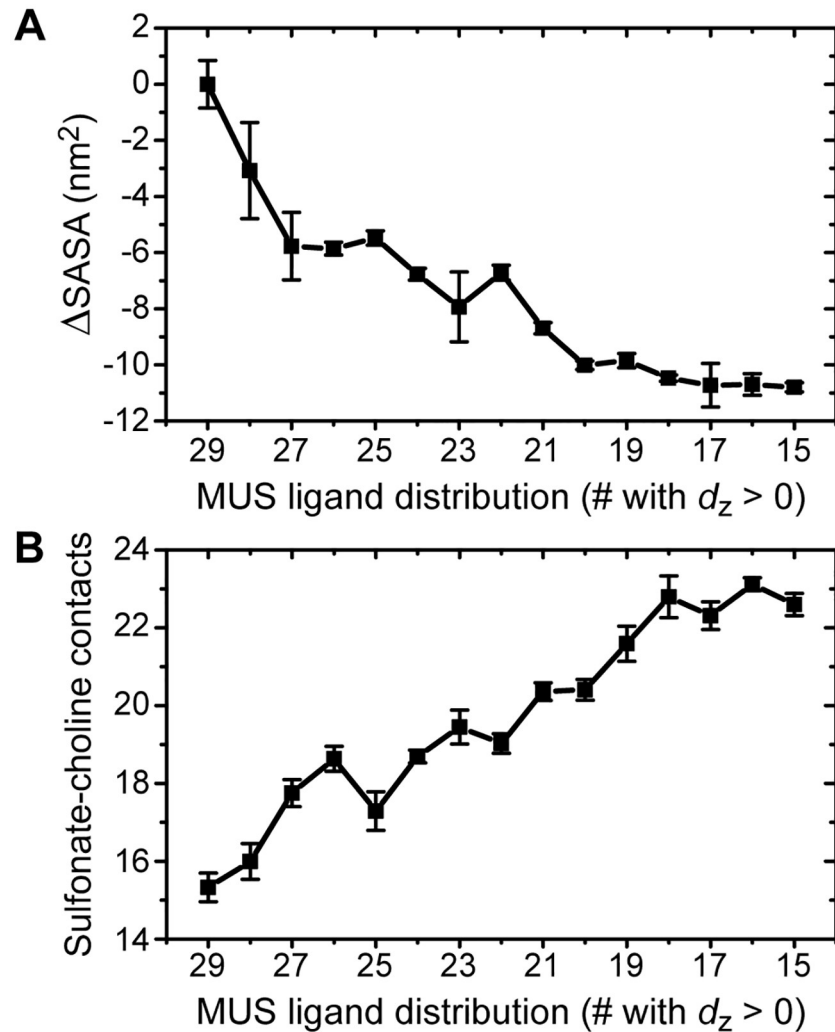 A
2
0
-2
-4
-6
-8
-10
-12
ΔSASA (nm²)
29 27 25 23 21 19 17 15
MUS ligand distribution (# with d_z > 0)
B
24
22
20
18
16
14
Sulfonate-choline contacts
29 27 25 23 21 19 17 15
MUS ligand distribution (# with d_z > 0)